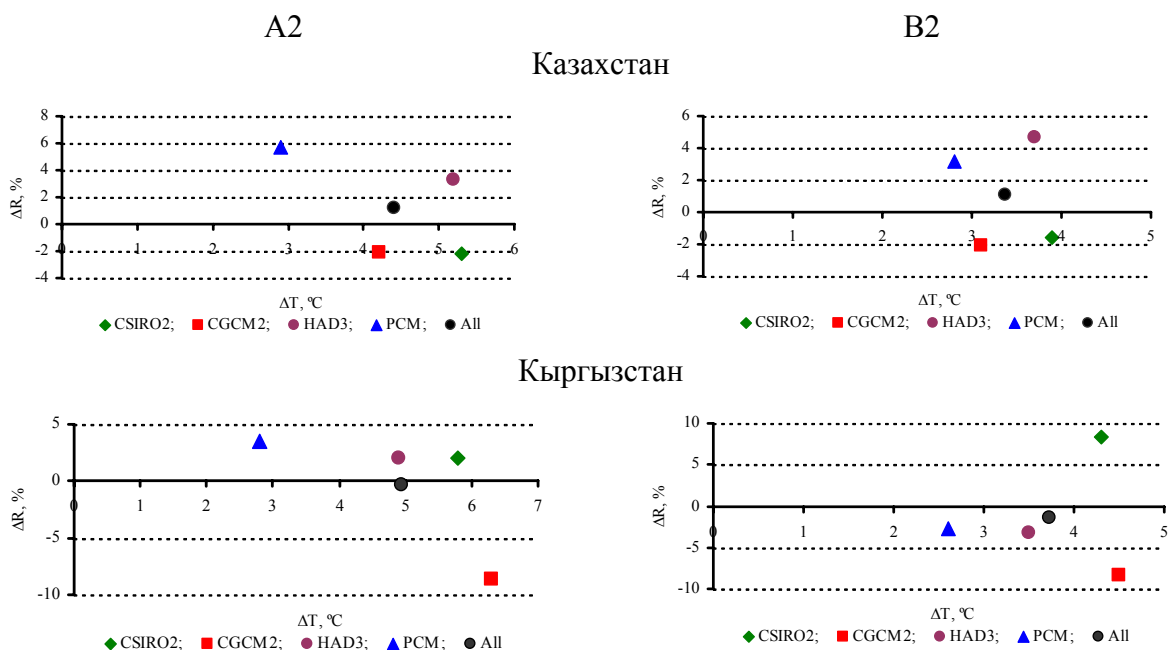 A2
B2
Казахстан
8
6
4
2
0
-2
-4
0 1 2 3 4 5 6
ΔR, %
ΔT, ºC
CSIRO2; CGCM2; HAD3; PCM; All
6
4
2
0
-2
-4
0 1 2 3 4 5
ΔR, %
ΔT, ºC
CSIRO2; CGCM2; HAD3; PCM; All
Кыргызстан
5
0
-5
-10
0 1 2 3 4 5 6 7
ΔR, %
ΔT, ºC
CSIRO2; CGCM2; HAD3; PCM; All
10
5
0
-5
-10
0 1 2 3 4 5
ΔR, %
ΔT, ºC
CSIRO2; CGCM2; HAD3; PCM; All